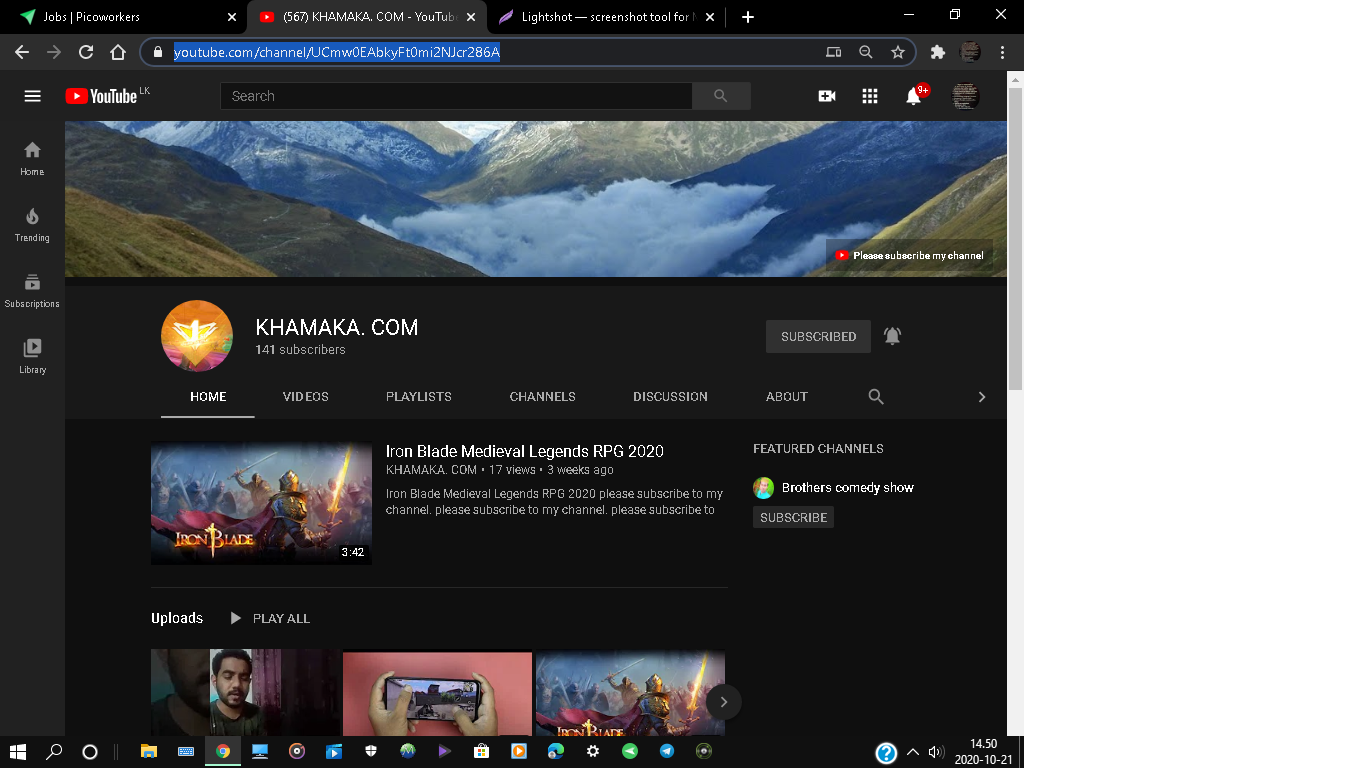 Jobs | Picoworkers
(567) KHAMAKA. COM - YouTube
Lightshot — screenshot tool for
youtube.com/channel/UCmw0EAbkyFt0mi2NJcr286A
YouTube LK
Search
9+
Home
Trending
Subscriptions
Library
Please subscribe my channel
KHAMAKA. COM
141 subscribers
SUBSCRIBED
HOME VIDEOS PLAYLISTS CHANNELS DISCUSSION ABOUT
Iron Blade Medieval Legends RPG 2020
KHAMAKA. COM • 17 views • 3 weeks ago
Iron Blade Medieval Legends RPG 2020 please subscribe to my
channel. please subscribe to my channel. please subscribe to
IRON BLADE
3:42
FEATURED CHANNELS
Brothers comedy show
SUBSCRIBE
Uploads PLAY ALL
IRON BLADE
14.50
2020-10-21